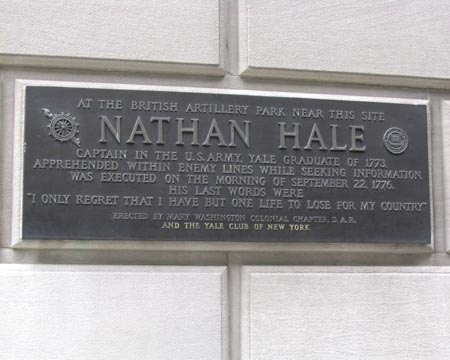 AT THE BRITISH ARTILLERY PARK NEAR THIS SITE
NATHAN HALE
CAPTAIN IN THE U.S. ARMY, YALE GRADUATE OF 1773,
APPREHENDED WITHIN ENEMY LINES WHILE SEEKING INFORMATION,
WAS EXECUTED ON THE MORNING OF SEPTEMBER 22, 1776.
HIS LAST WORDS WERE
"I ONLY REGRET THAT I HAVE BUT ONE LIFE TO LOSE FOR MY COUNTRY"
ERECTED BY MARY WASHINGTON COLONIAL CHAPTER, D.A.R.
AND THE YALE CLUB OF NEW YORK